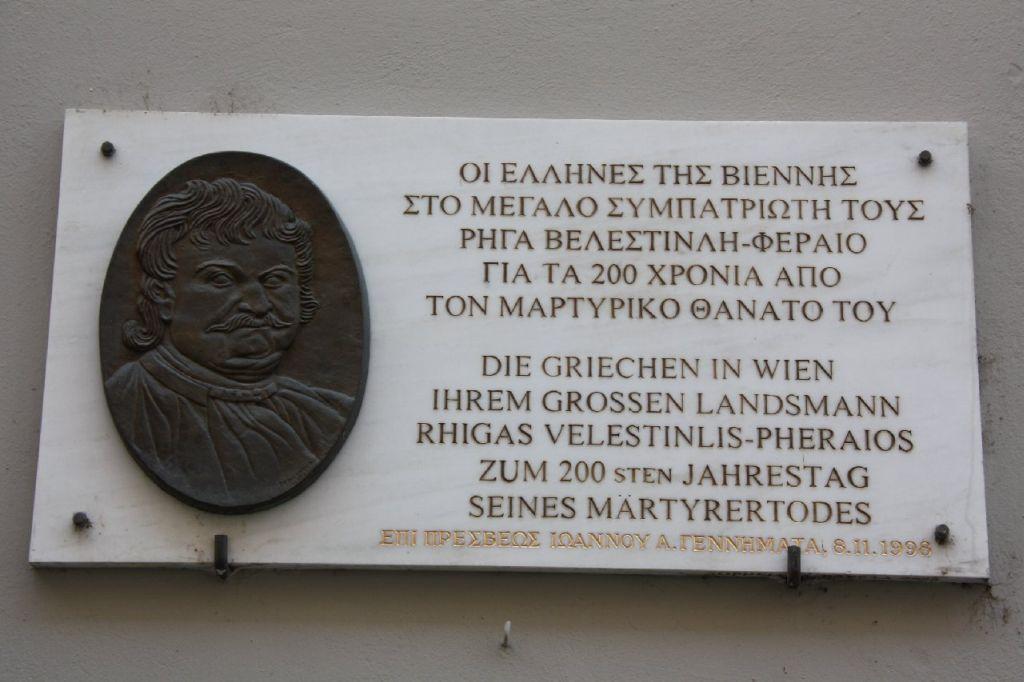 ΟΙ ΕΛΛΗΝΕΣ ΤΗΣ ΒΙΕΝΝΗΣ
ΣΤΟ ΜΕΓΑΛΟ ΣΥΜΠΑΤΡΙΩΤΗ ΤΟΥΣ
ΡΗΓΑ ΒΕΛΕΣΤΙΝΛΗ-ΦΕΡΑΙΟ
ΓΙΑ ΤΑ 200 ΧΡΟΝΙΑ ΑΠΟ
ΤΟΝ ΜΑΡΤΥΡΙΚΟ ΘΑΝΑΤΟ ΤΟΥ
DIE GRIECHEN IN WIEN
IHREM GROSSEN LANDSMANN
RHIGAS VELESTINLIS-PHERAIOS
ZUM 200 STEN JAHRESTAG
SEINES MÄRTYRERTODES
ΕΠΙ ΠΡΕΣΒΕΩΣ ΙΩΑΝΝΟΥ Α. ΓΕΝΝΗΜΑΤΑ, 8.11.1998